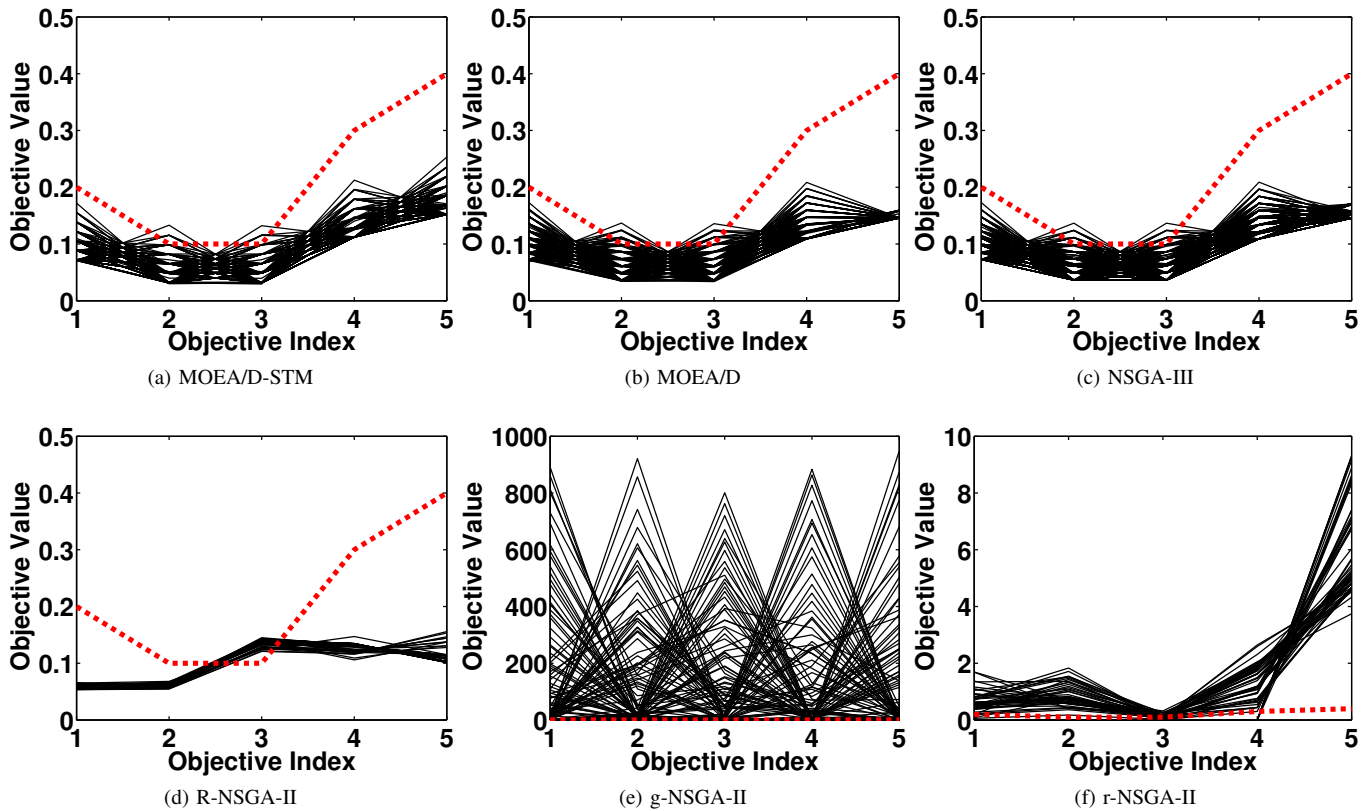 0.5
0.4
0.3
0.2
0.1
0
Objective Value
1 2 3 4 5
Objective Index
(a) MOEA/D-STM
0.5
0.4
0.3
0.2
0.1
0
Objective Value
1 2 3 4 5
Objective Index
(b) MOEA/D
0.5
0.4
0.3
0.2
0.1
0
Objective Value
1 2 3 4 5
Objective Index
(c) NSGA-III
0.5
0.4
0.3
0.2
0.1
0
Objective Value
1 2 3 4 5
Objective Index
(d) R-NSGA-II
1000
800
600
400
200
0
Objective Value
1 2 3 4 5
Objective Index
(e) g-NSGA-II
10
8
6
4
2
0
Objective Value
1 2 3 4 5
Objective Index
(f) r-NSGA-II